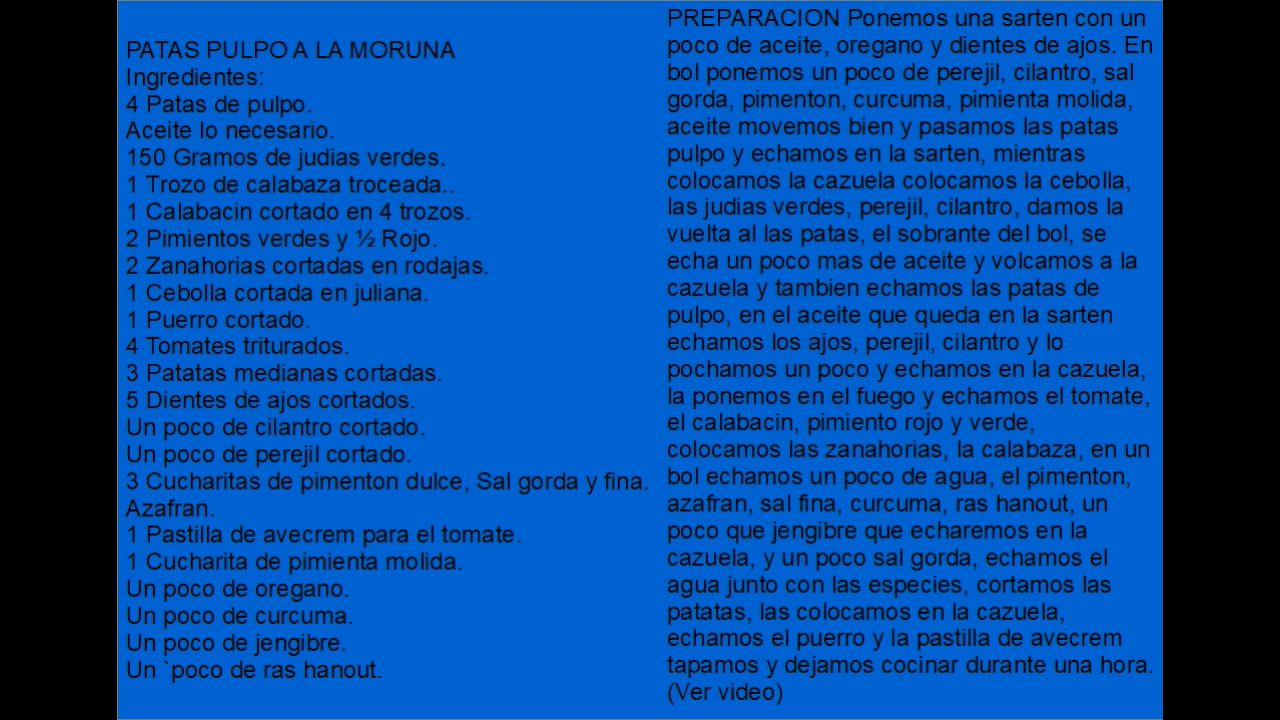 PATAS PULPO A LA MORUNA
Ingredientes:
4 Patas de pulpo.
Aceite lo necesario.
150 Gramos de judias verdes.
1 Trozo de calabaza troceada..
1 Calabacin cortado en 4 trozos.
2 Pimientos verdes y ½ Rojo.
2 Zanahorias cortadas en rodajas.
1 Cebolla cortada en juliana.
1 Puerro cortado.
4 Tomates triturados.
3 Patatas medianas cortadas.
5 Dientes de ajos cortados.
Un poco de cilantro cortado.
Un poco de perejil cortado.
3 Cucharitas de pimenton dulce, Sal gorda y fina.
Azafran.
1 Pastilla de avecrem para el tomate.
1 Cucharita de pimienta molida.
Un poco de oregano.
Un poco de curcuma.
Un poco de jengibre.
Un `poco de ras hanout.
PREPARACION Ponemos una sarten con un
poco de aceite, oregano y dientes de ajos. En
bol ponemos un poco de perejil, cilantro, sal
gorda, pimenton, curcuma, pimienta molida,
aceite movemos bien y pasamos las patas
pulpo y echamos en la sarten, mientras
colocamos la cazuela colocamos la cebolla,
las judias verdes, perejil, cilantro, damos la
vuelta al las patas, el sobrante del bol, se
echa un poco mas de aceite y volcamos a la
cazuela y tambien echamos las patas de
pulpo, en el aceite que queda en la sarten
echamos los ajos, perejil, cilantro y lo
pochamos un poco y echamos en la cazuela,
la ponemos en el fuego y echamos el tomate,
el calabacin, pimiento rojo y verde,
colocamos las zanahorias, la calabaza, en un
bol echamos un poco de agua, el pimenton,
azafran, sal fina, curcuma, ras hanout, un
poco que jengibre que echaremos en la
cazuela, y un poco sal gorda, echamos el
agua junto con las especies, cortamos las
patatas, las colocamos en la cazuela,
echamos el puerro y la pastilla de avecrem
tapamos y dejamos cocinar durante una hora.
(Ver video)